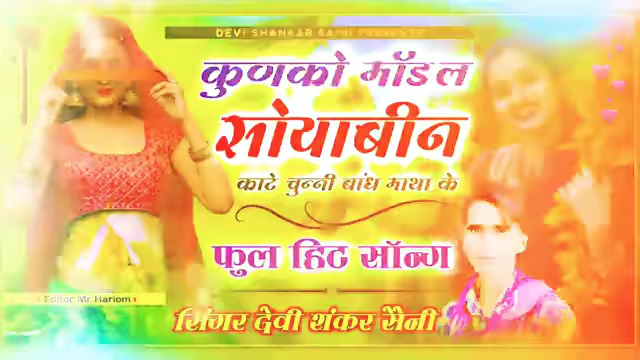 DEVI SHANKAR SAINI PRESENTS
कुणको मॉडल
सोयाबीन
काटे चुन्नी बांध माथा के
फुल हिट सॉन्ग
Editor Mr Hariom
सिंगर देवी शंकर सैनी